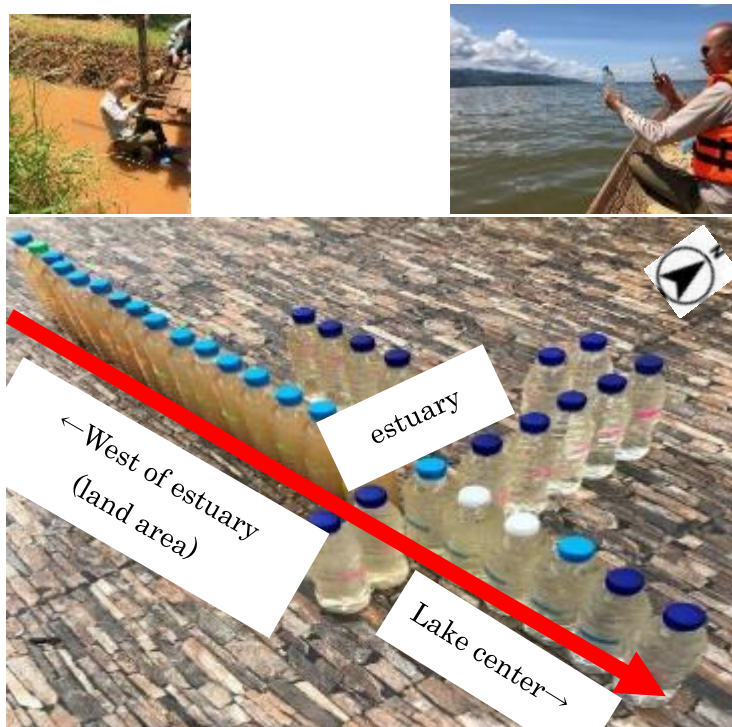 estuary
←West of estuary
(land area)
Lake center→
N